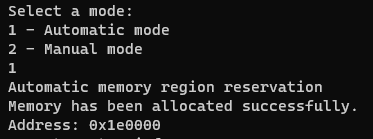 Select a mode:
1 - Automatic mode
2 - Manual mode
1
Automatic memory region reservation
Memory has been allocated successfully.
Address: 0x1e0000